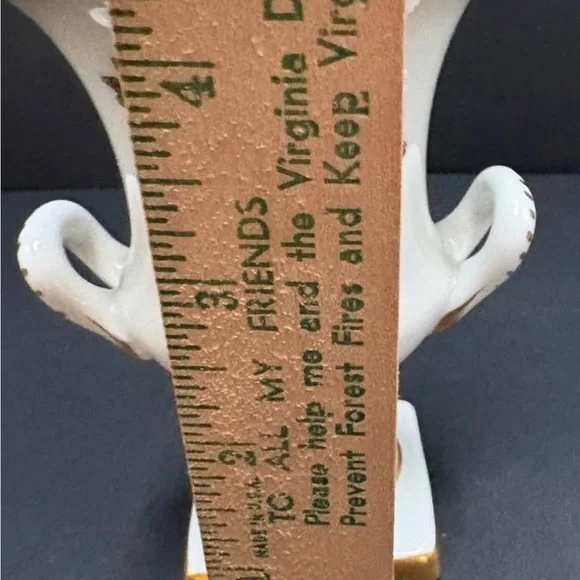 4
3
2
MADE IN U.S.A.
TO ALL MY FRIENDS
Please help me and the Virginia D
Prevent Forest Fires and Keep Virg